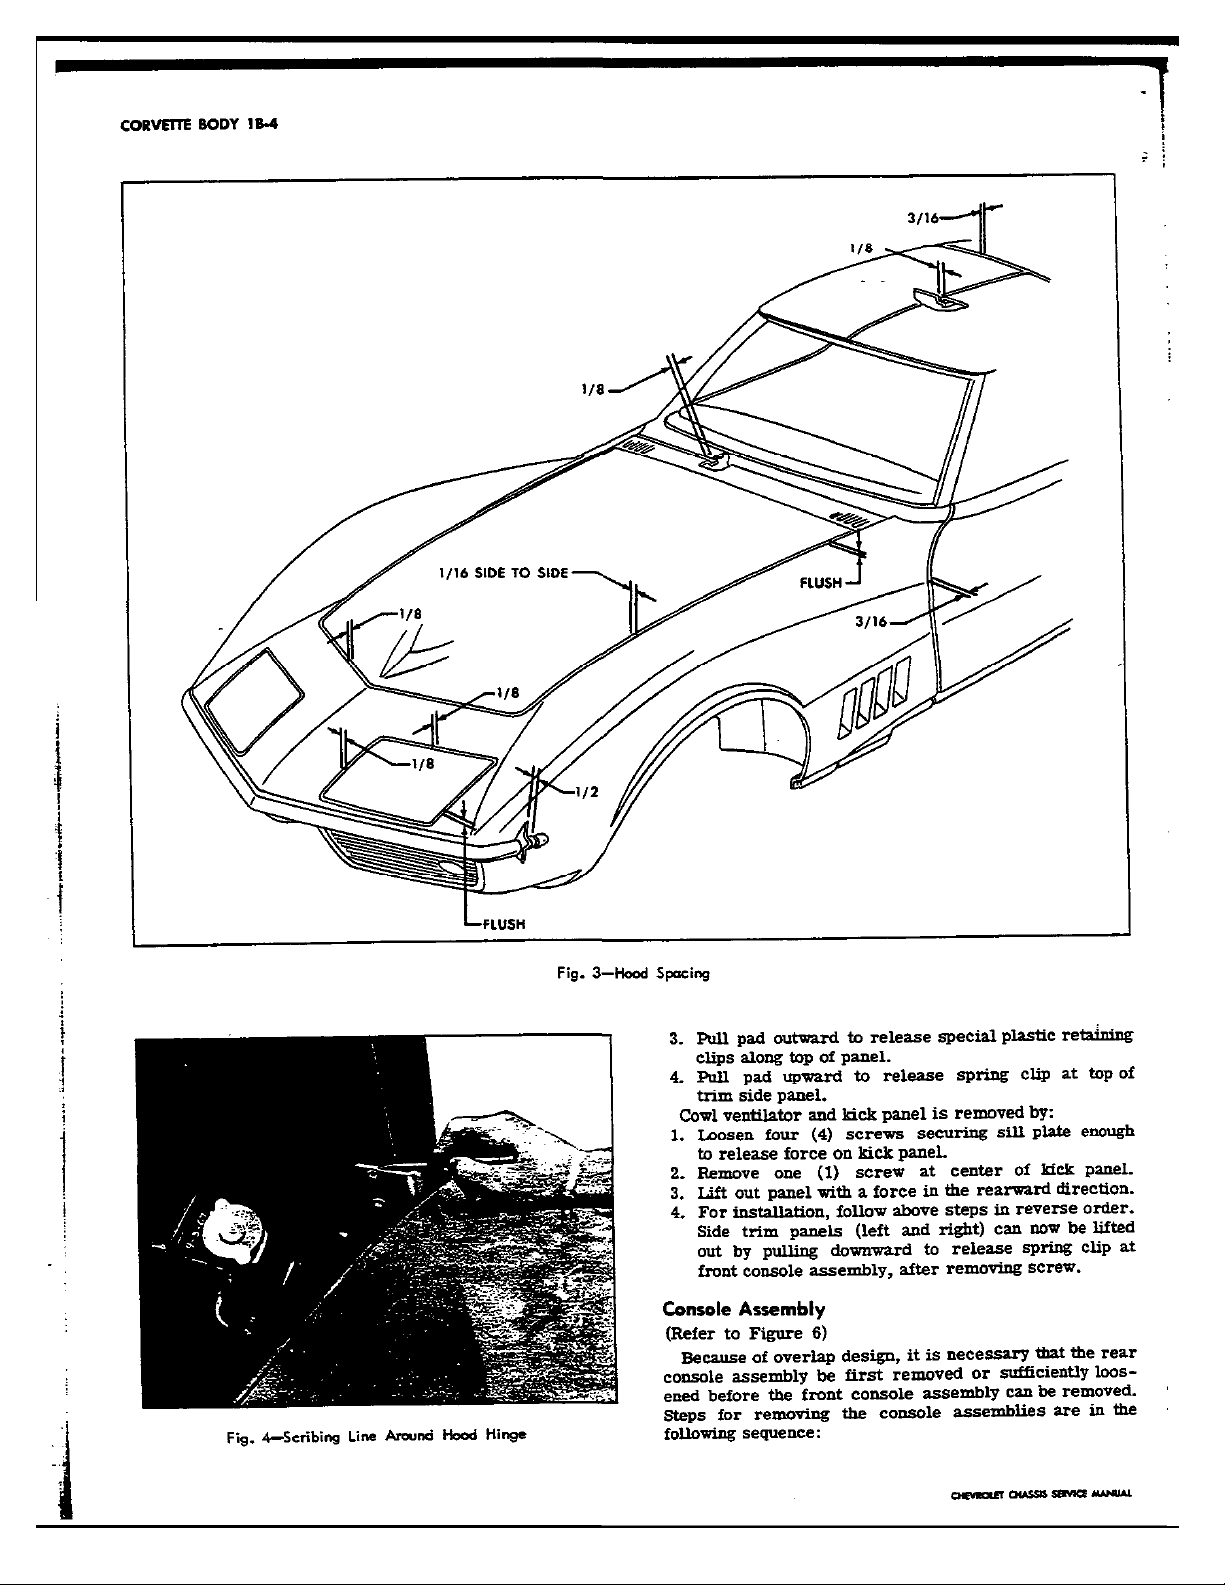 CORVETTE BODY 1B-4
3/16
1/8
1/8
1/16 SIDE TO SIDE
FLUSH
1/8
3/16
1/8
1/8
1/2
FLUSH
Fig. 3—Hood Spacing
Fig. 4—Scribing Line Around Hood Hinge
3. Pull pad outward to release special plastic retaining
clips along top of panel.
4. Pull pad upward to release spring clip at top of
trim side panel.
Cowl ventilator and kick panel is removed by:
1. Loosen four (4) screws securing sill plate enough
to release force on kick panel.
2. Remove one (1) screw at center of kick panel.
3. Lift out panel with a force in the rearward direction.
4. For installation, follow above steps in reverse order.
Side trim panels (left and right) can now be lifted
out by pulling downward to release spring clip at
front console assembly, after removing screw.
Console Assembly
(Refer to Figure 6)
Because of overlap design, it is necessary that the rear
console assembly be first removed or sufficiently loos-
ened before the front console assembly can be removed.
Steps for removing the console assemblies are in the
following sequence:
CHEVROLET CHASSIS SERVICE MANUAL